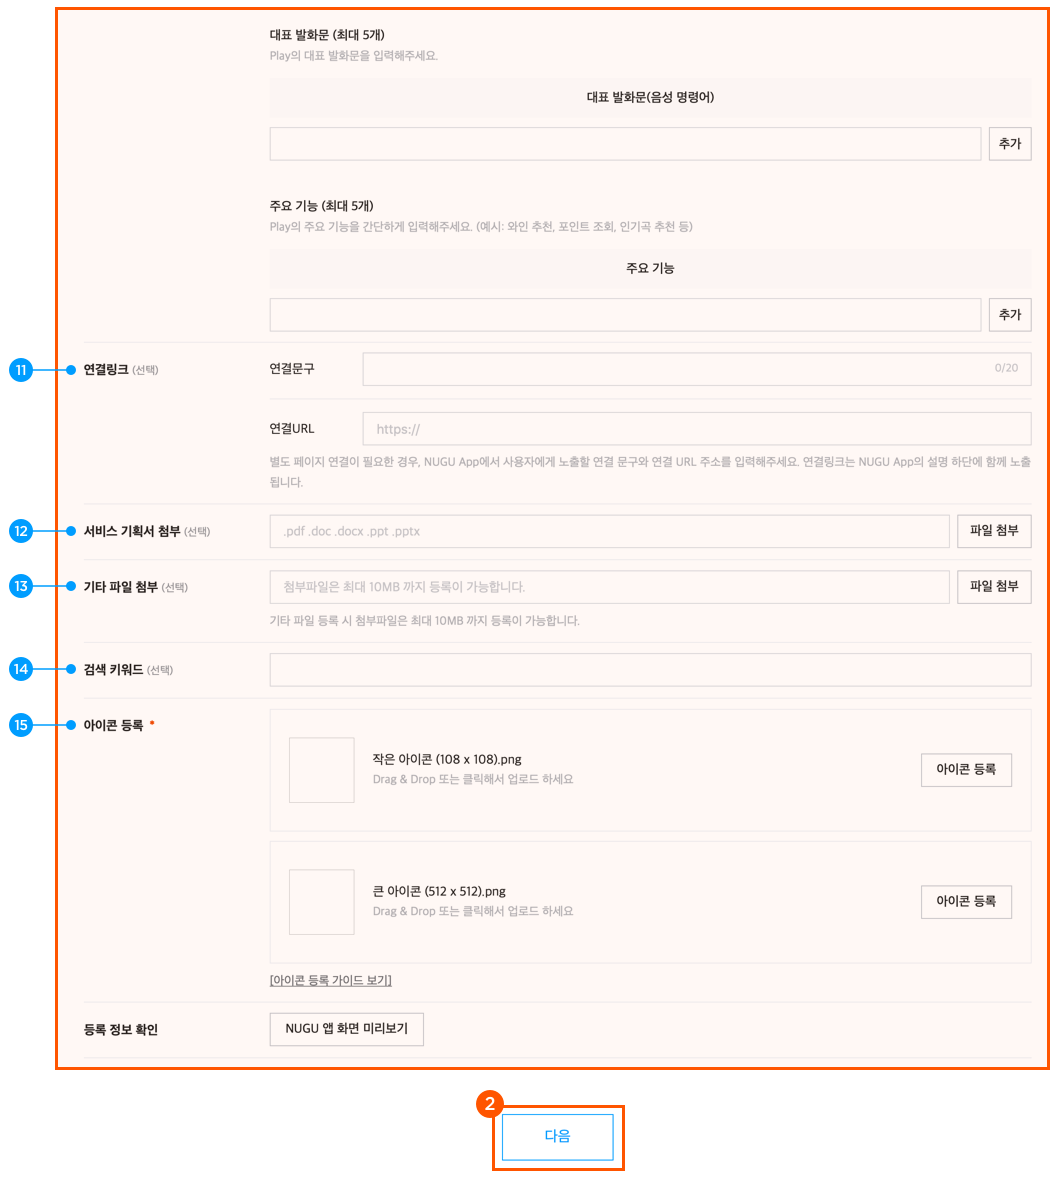 대표 발화문 (최대 5개)
Play의 대표 발화문을 입력해주세요.
대표 발화문(음성 명령어)
추가
주요 기능 (최대 5개)
Play의 주요 기능을 간단하게 입력해주세요. (예시: 와인 추천, 포인트 조회, 인기곡 추천 등)
주요 기능
추가
11 연결링크 (선택) 연결문구 0/20
연결URL https://
별도 페이지 연결이 필요한 경우, NUGU App에서 사용자에게 노출할 연결 문구와 연결 URL 주소를 입력해주세요. 연결링크는 NUGU App의 설명 하단에 함께 노출
됩니다.
12 서비스 기획서 첨부 (선택) .pdf .doc .docx .ppt .pptx 파일 첨부
13 기타 파일 첨부 (선택) 첨부파일은 최대 10MB 까지 등록이 가능합니다. 파일 첨부
기타 파일 등록 시 첨부파일은 최대 10MB 까지 등록이 가능합니다.
14 검색 키워드 (선택)
15 아이콘 등록 *
작은 아이콘 (108 x 108).png
Drag & Drop 또는 클릭해서 업로드 하세요
아이콘 등록
큰 아이콘 (512 x 512).png
Drag & Drop 또는 클릭해서 업로드 하세요
아이콘 등록
[아이콘 등록 가이드 보기]
등록 정보 확인 NUGU 앱 화면 미리보기
2
다음